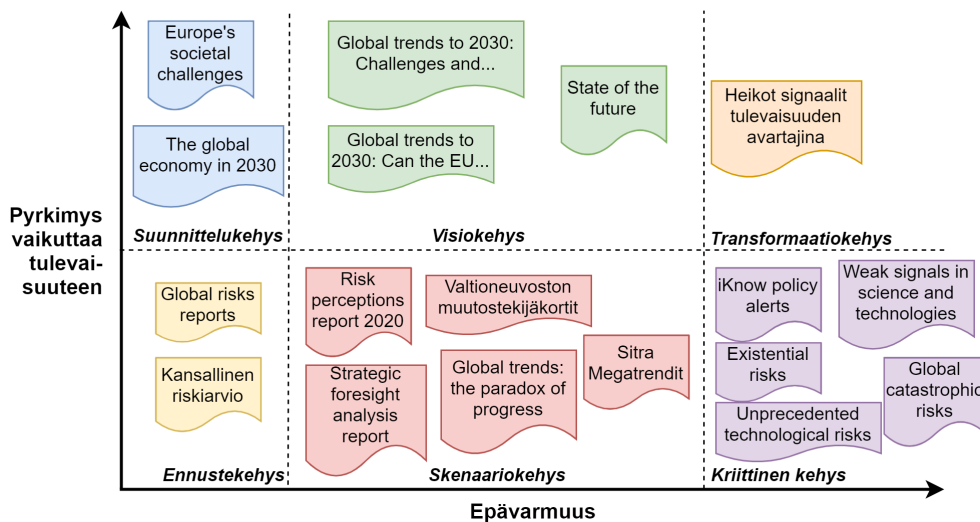 Europe's
societal
challenges
The global
economy in 2030
Suunnittelukehys
Global trends to 2030:
Challenges and...
Global trends to
2030: Can the EU...
State of the
future
Visiokehys
Heikot signaalit
tulevaisuuden
avartajina
Transformaatiokehys
Pyrkimys
vaikuttaa
tulevai-
suuteen
Global risks
reports
Kansallinen
riskiarvio
Ennustekehys
Risk
perceptions
report 2020
Valtioneuvoston
muutostekijäkortit
Strategic
foresight
analysis
report
Global trends:
the paradox of
progress
Sitra
Megatrendit
Skenaariokehys
iKnow policy
alerts
Weak signals in
science and
technologies
Existential
risks
Global
catastrophic
risks
Unprecedented
technological risks
Kriittinen kehys
Epävarmuus